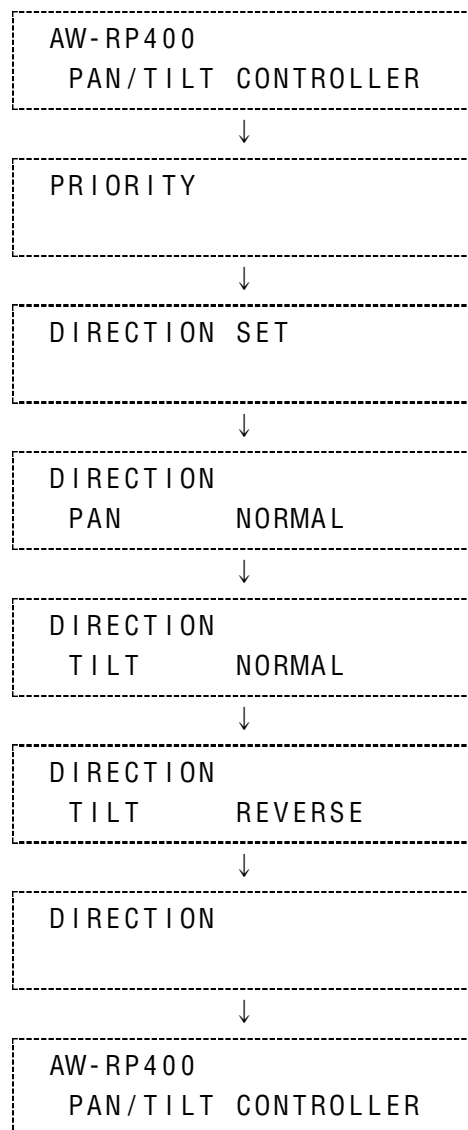 AW-RP400
PAN/TILT CONTROLLER
↓
PRIORITY
↓
DIRECTION SET
↓
DIRECTION
PAN NORMAL
↓
DIRECTION
TILT NORMAL
↓
DIRECTION
TILT REVERSE
↓
DIRECTION
↓
AW-RP400
PAN/TILT CONTROLLER